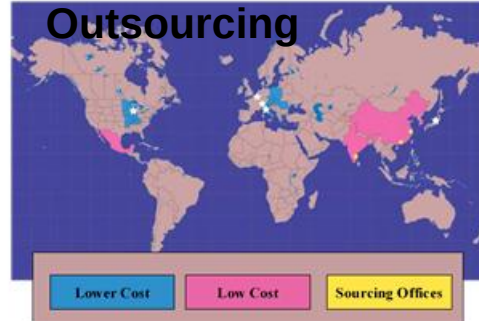 Outsourcing
Lower Cost
Low Cost
Sourcing Offices